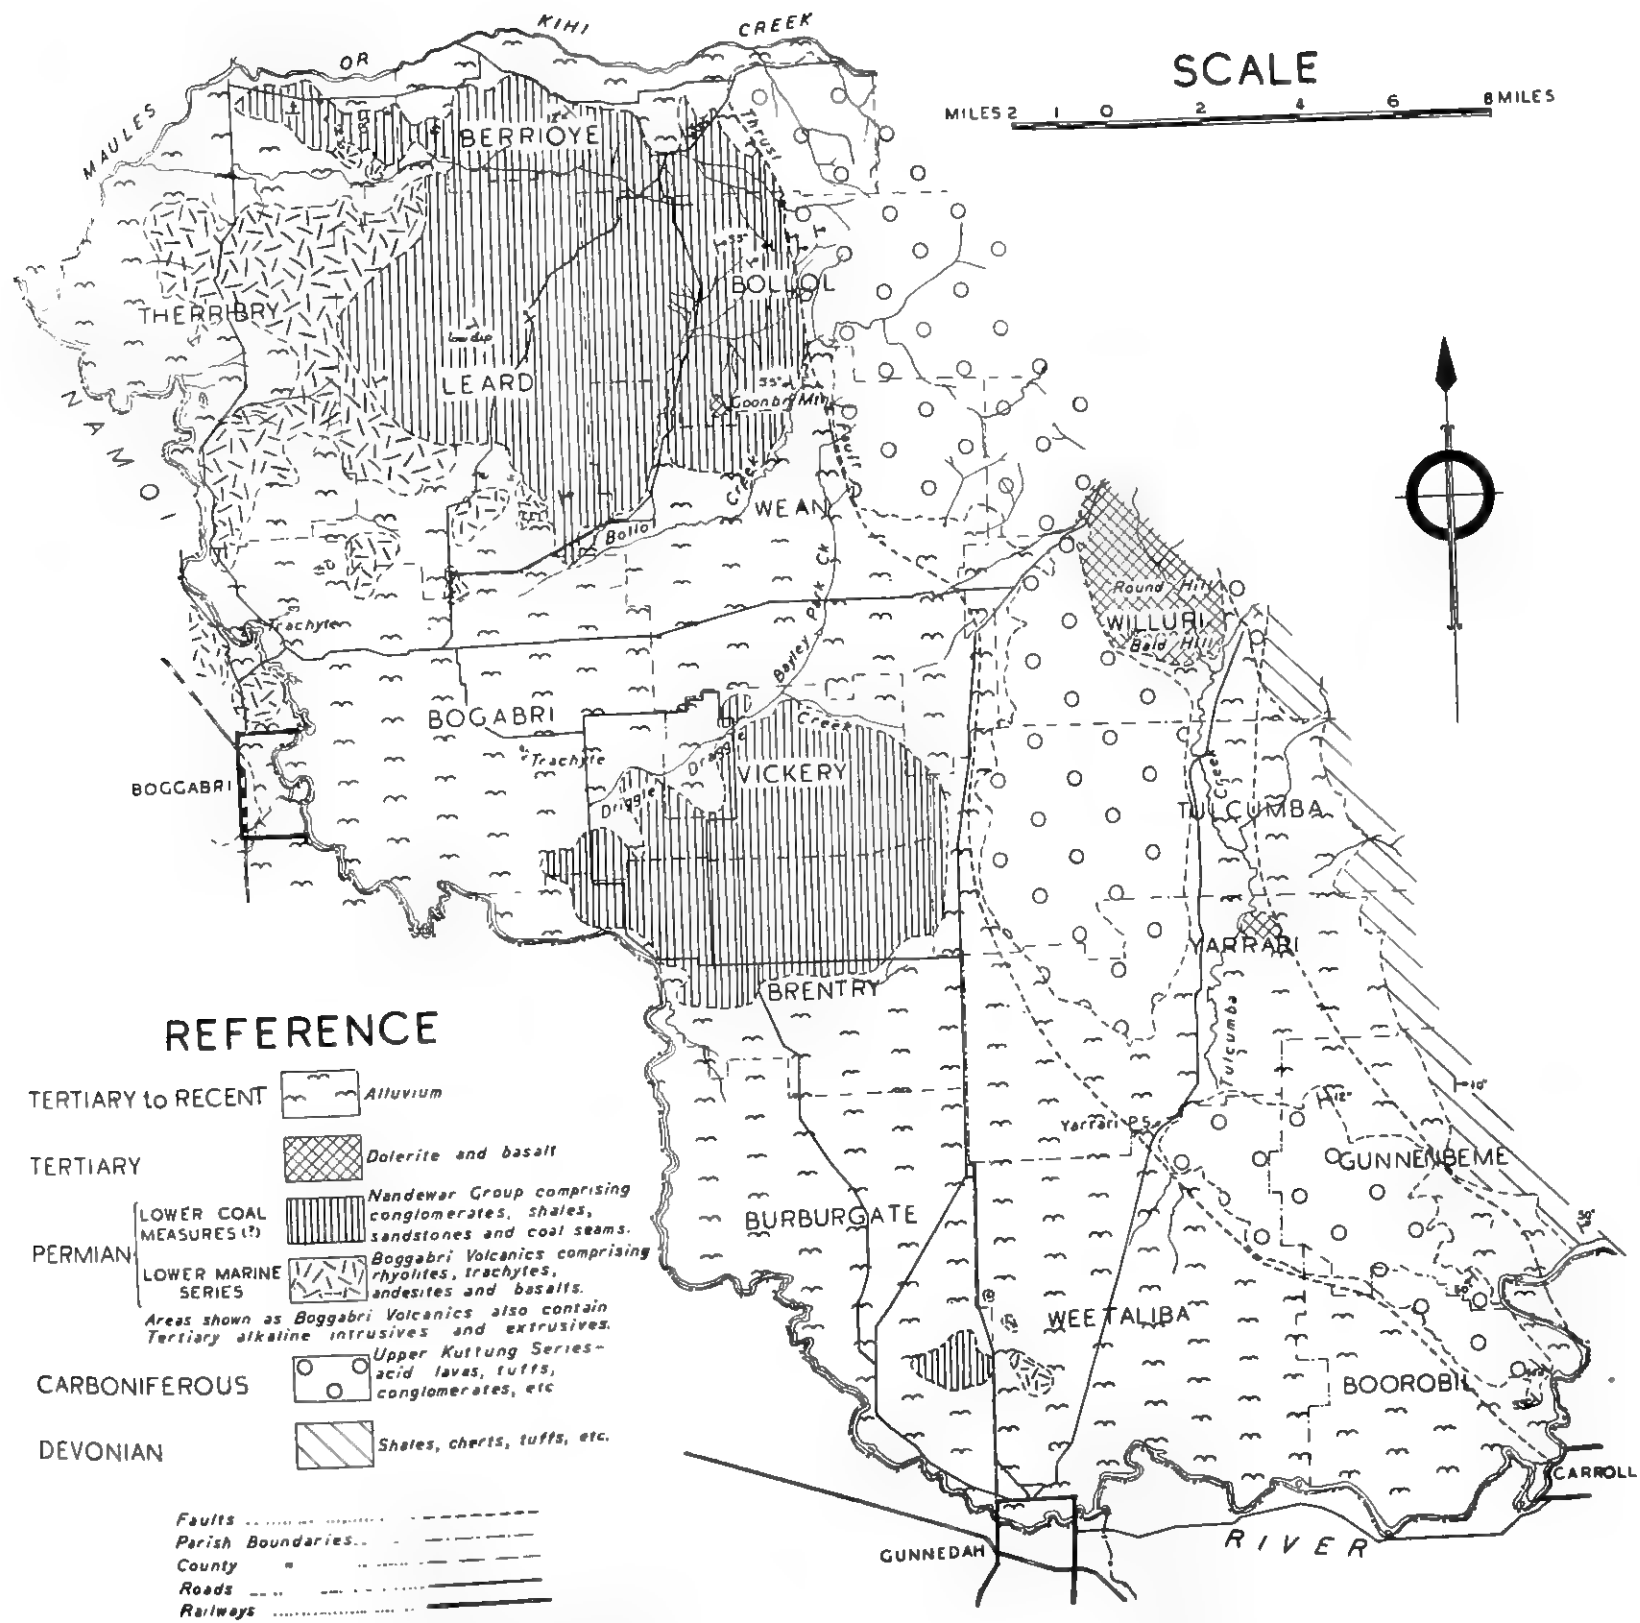 KIHI
CREEK
OR
MAULES
SCALE
MILES 2 1 0 2 4 6 8 MILES
BERRIOYE
Thrust
55°
BOLLOL
THERRIBRY
low dip
LEARD
55°
Goonbri Mtn
NAMOI
Fault
Creek
WEAN
Bollo
Round Hill
WILLURI
Bald Hill
Trachyte
Bayley Park Ck
BOGABRI
Creek
Trachyte
Draggle
VICKERY
BOGGABRI
Driggle
Creek
TULCUMBA
YARRARI
BRENTRY
Tulcumba
REFERENCE
TERTIARY to RECENT
Alluvium
10°
12°
Yarrari P.S.
TERTIARY
Dolerite and basalt
GUNNENBEME
PERMIAN
LOWER COAL
MEASURES (?)
Nandewar Group comprising
conglomerates, shales,
sandstones and coal seams.
BURBURGATE
LOWER MARINE
SERIES
Boggabri Volcanics comprising
rhyolites, trachytes,
andesites and basalts.
Areas shown as Boggabri Volcanics also contain
Tertiary alkaline intrusives and extrusives.
WEETALIBA
CARBONIFEROUS
Upper Kuttung Series-
acid lavas, tuffs,
conglomerates, etc
BOOROBIL
DEVONIAN
Shales, cherts, tuffs, etc.
CARROLL
Faults
Parish Boundaries
County "
Roads
Railways
GUNNEDAH
RIVER